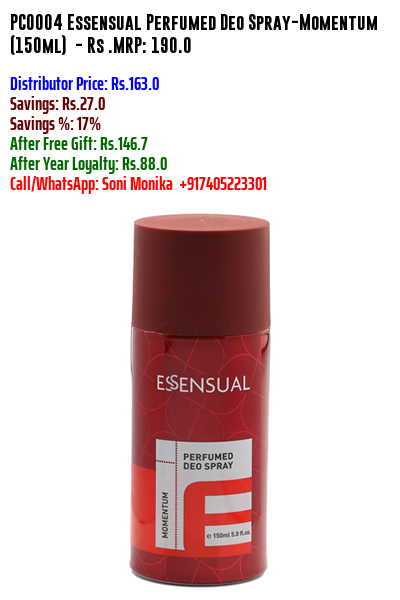 PC0004 Essensual Perfumed Deo Spray-Momentum
(150ml) - Rs .MRP: 190.0
Distributor Price: Rs.163.0
Savings: Rs.27.0
Savings %: 17%
After Free Gift: Rs.146.7
After Year Loyalty: Rs.88.0
Call/WhatsApp: Soni Monika +917405223301
ESSENSUAL
PERFUMED
DEO SPRAY
MOMENTUM
e 150ml 5.0 fl.oz.